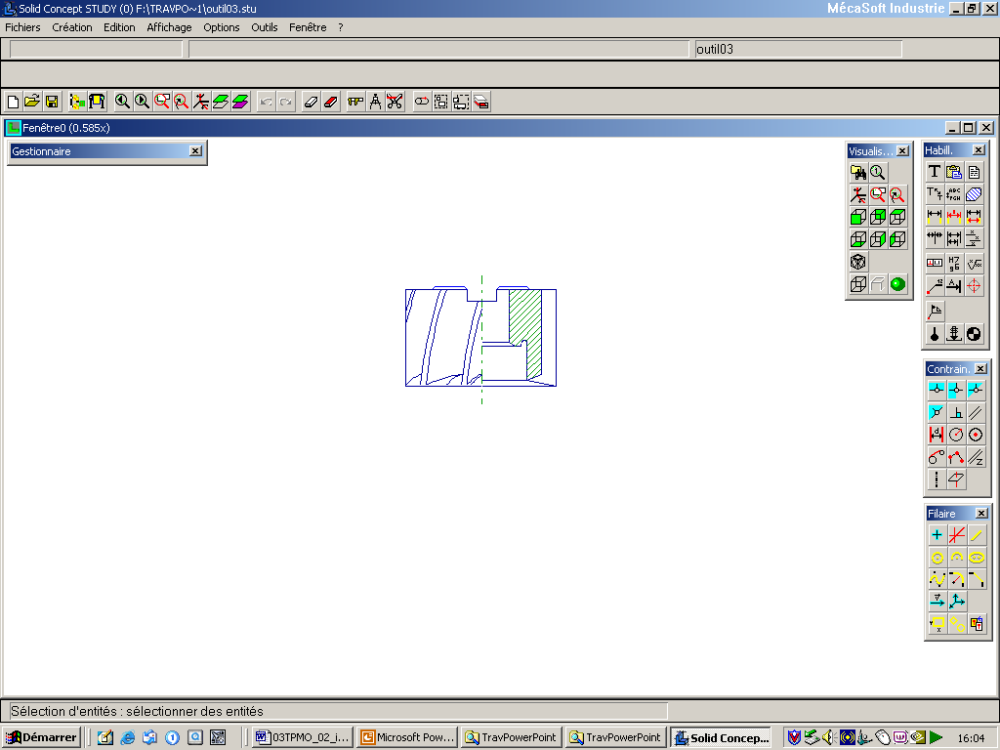 Solid Concept STUDY (0) F:\TRAVPO~1\outil03.stu
MécaSoft Industrie
Fichiers Création Edition Affichage Options Outils Fenêtre ?
outil03
Fenêtre0 (0.585x)
Gestionnaire
Visualis...
Habill.
Contrain.
Filaire
Sélection d'entités : sélectionner des entités
Démarrer
03TPMO_02_i...
Microsoft Pow...
TravPowerPoint
TravPowerPoint
Solid Concep...
16:04